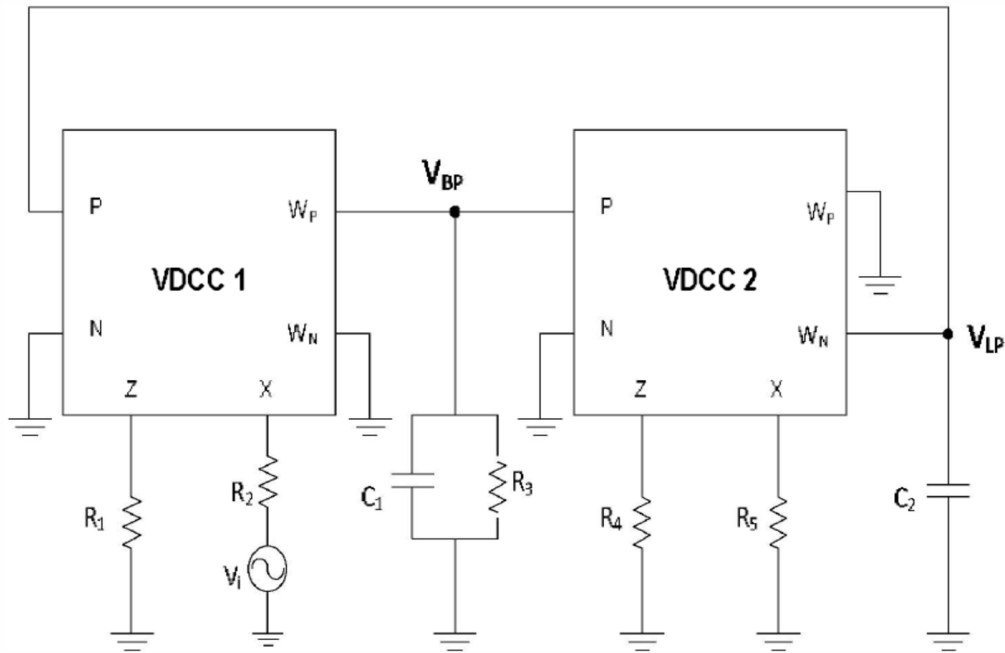 V_BP
P
W_P
P
W_P
VDCC 1
VDCC 2
N
W_N
N
W_N
V_LP
Z
X
Z
X
R_1
R_2
C_1
R_3
R_4
R_5
C_2
V_i